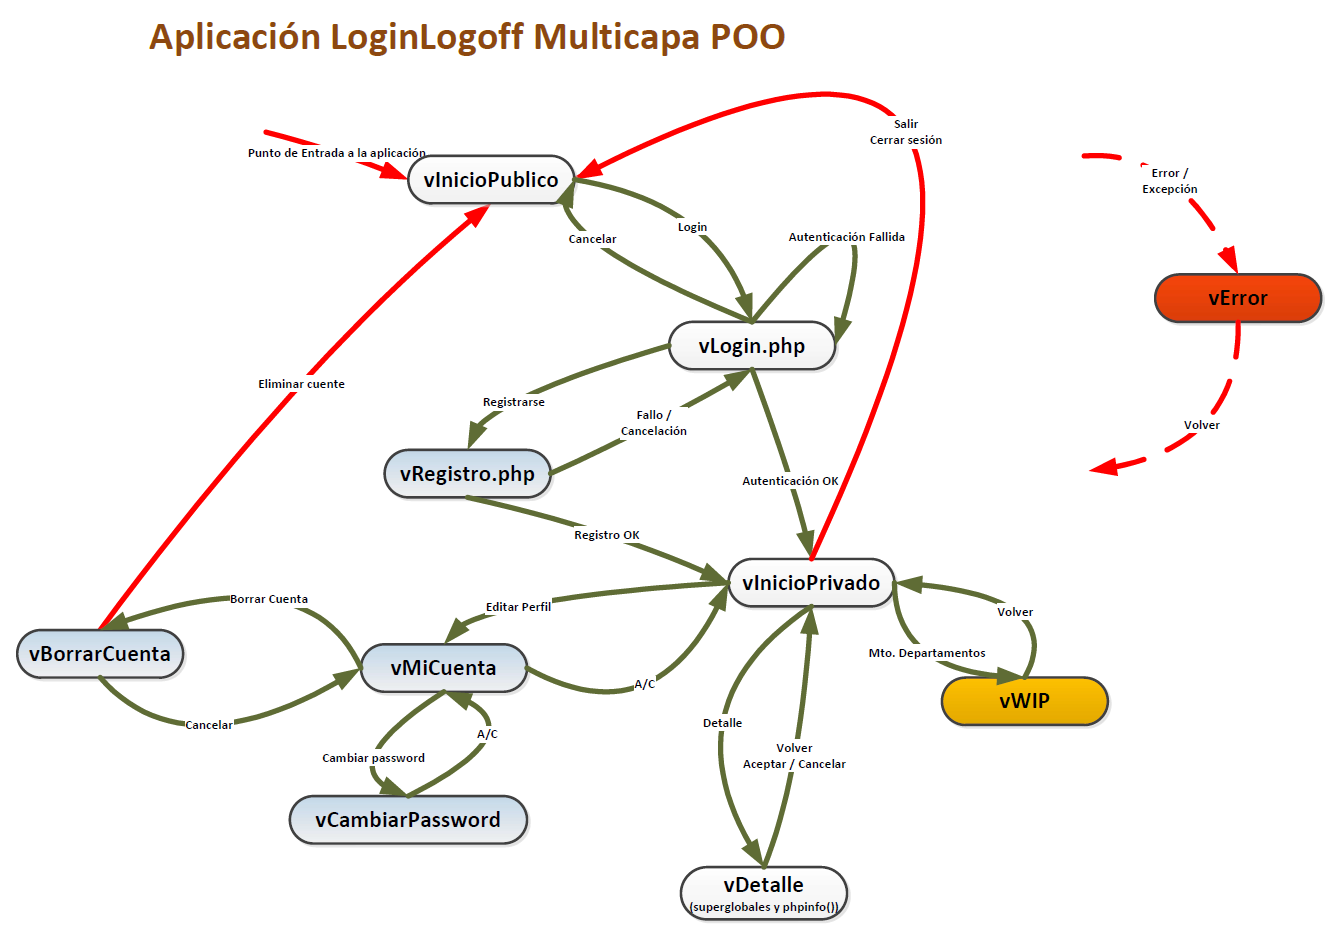 Aplicación LoginLogoff Multicapa POO
Salir
Cerrar sesión
Punto de Entrada a la aplicación
vInicioPublico
Error /
Excepción
Login
Cancelar
Autenticación Fallida
vError
vLogin.php
Eliminar cuente
Registrarse
Fallo /
Cancelación
Volver
vRegistro.php
Autenticación OK
Registro OK
vInicioPrivado
Borrar Cuenta
Editar Perfil
Volver
vBorrarCuenta
vMiCuenta
Mto. Departamentos
A/C
vWIP
Cancelar
Detalle
A/C
Cambiar password
Volver
Aceptar / Cancelar
vCambiarPassword
vDetalle
(superglobales y phpinfo())